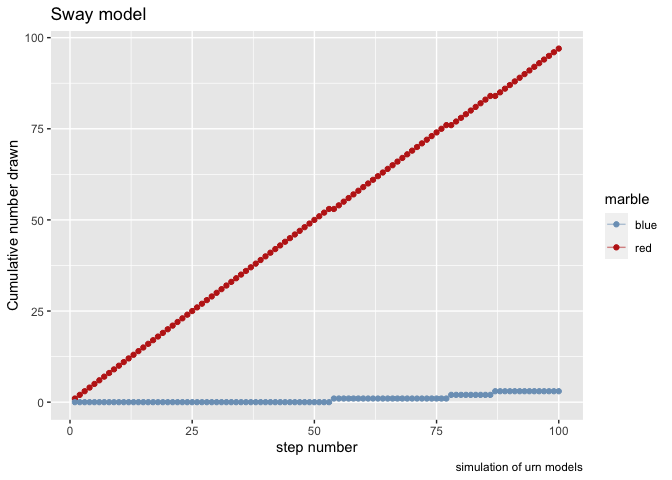 Sway model
Cumulative number drawn
100
75
50
25
0
0 25 50 75 100
step number
marble
blue
red
simulation of urn models